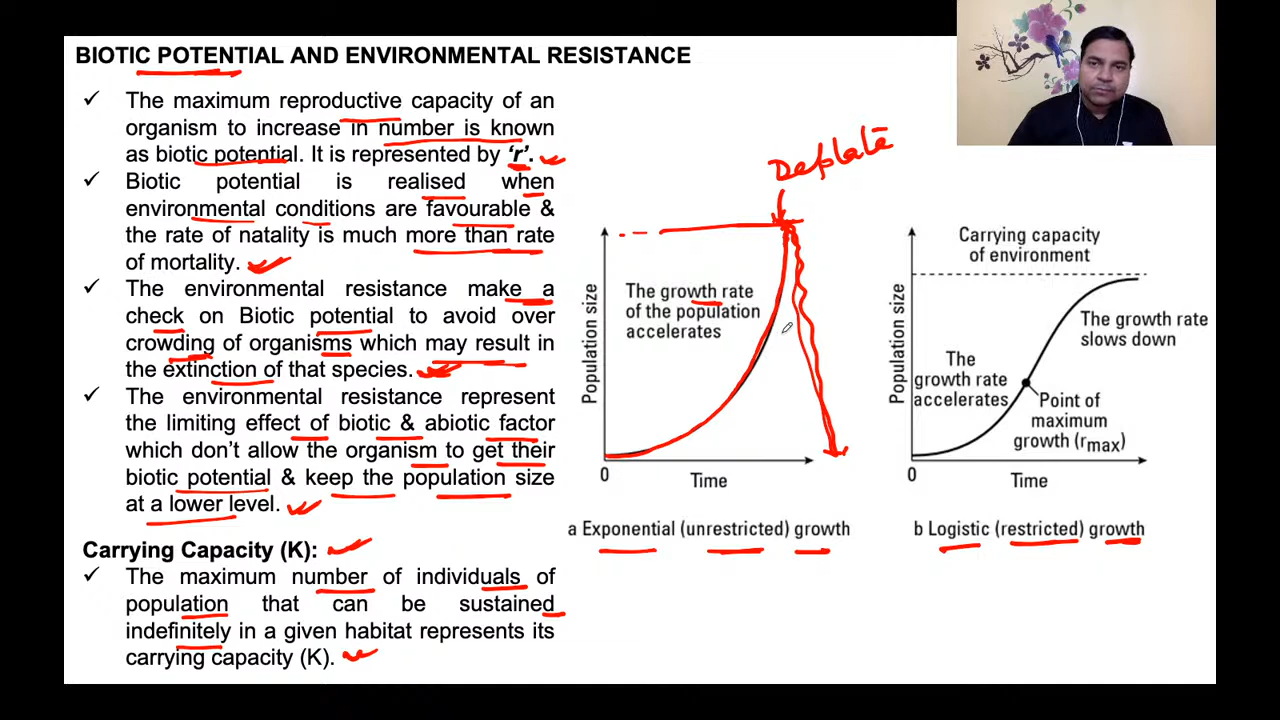 BIOTIC POTENTIAL AND ENVIRONMENTAL RESISTANCE
✓ The maximum reproductive capacity of an
organism to increase in number is known
as biotic potential. It is represented by ‘r’.
✓ Biotic potential is realised when
environmental conditions are favourable &
the rate of natality is much more than rate
of mortality.
✓ The environmental resistance make a
check on Biotic potential to avoid over
crowding of organisms which may result in
the extinction of that species.
✓ The environmental resistance represent
the limiting effect of biotic & abiotic factor
which don’t allow the organism to get their
biotic potential & keep the population size
at a lower level.
Carrying Capacity (K):
✓ The maximum number of individuals of
population that can be sustained
indefinitely in a given habitat represents its
carrying capacity (K).
Deplate
Population size
The growth rate
of the population
accelerates
0
Time
a Exponential (unrestricted) growth
Population size
Carrying capacity
of environment
The growth rate
slows down
The
growth rate
accelerates
Point of
maximum
growth (rmax)
0
Time
b Logistic (restricted) growth